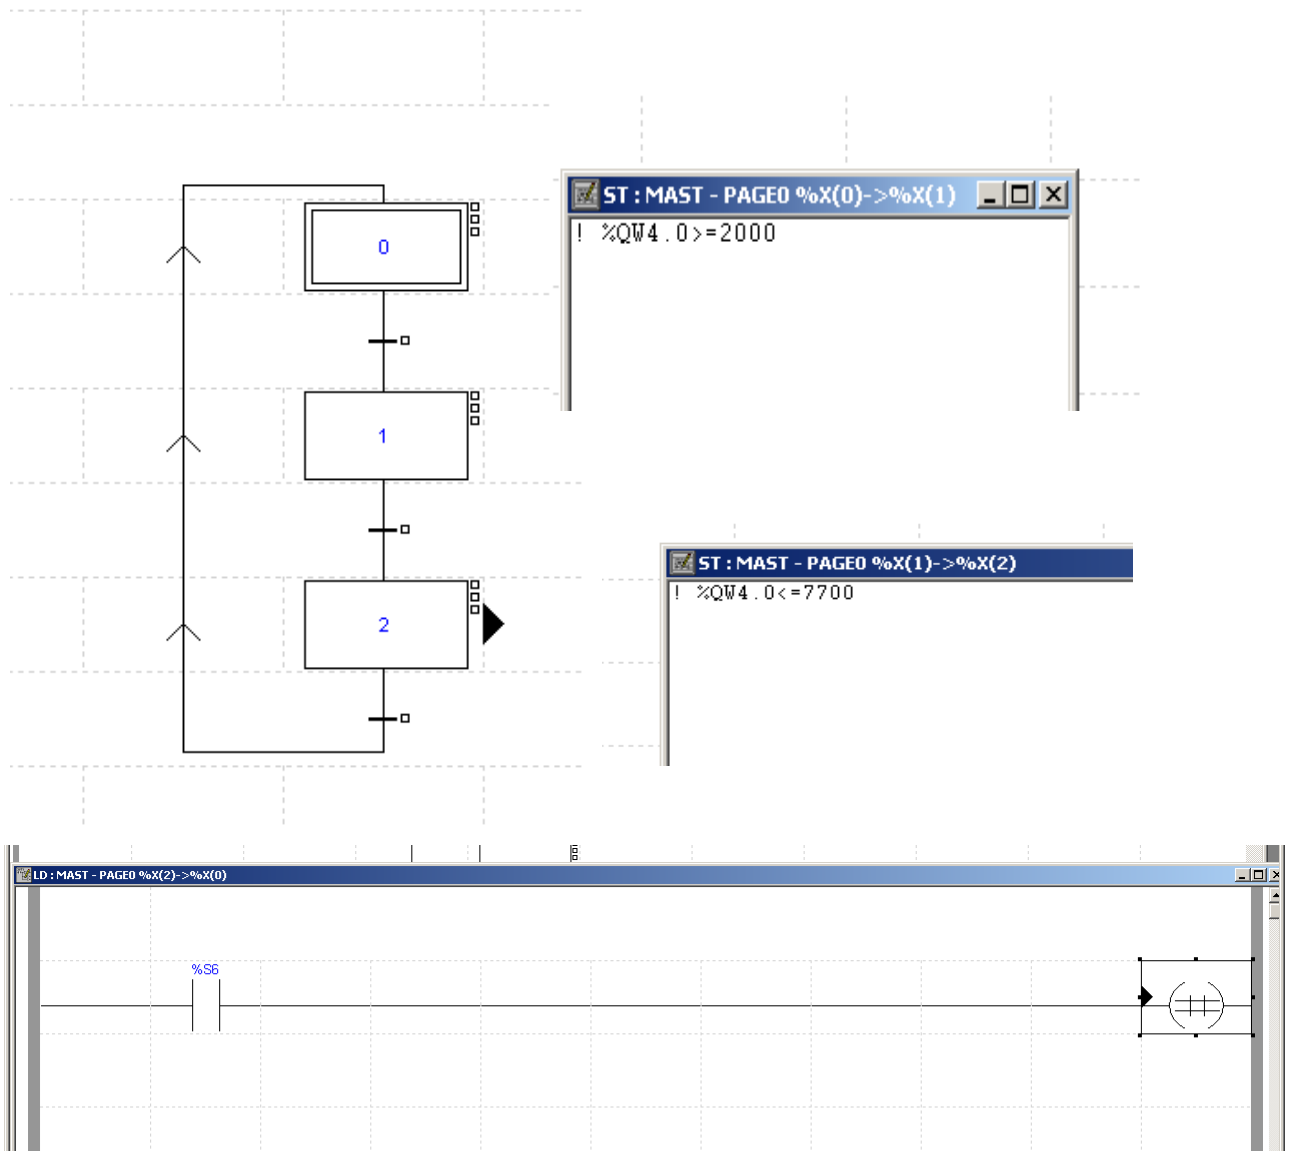 ST : MAST - PAGE0 %X(0)->%X(1)
! %QW4.0>=2000
0
1
ST : MAST - PAGE0 %X(1)->%X(2)
! %QW4.0<=7700
2
LD : MAST - PAGE0 %X(2)->%X(0)
%S6